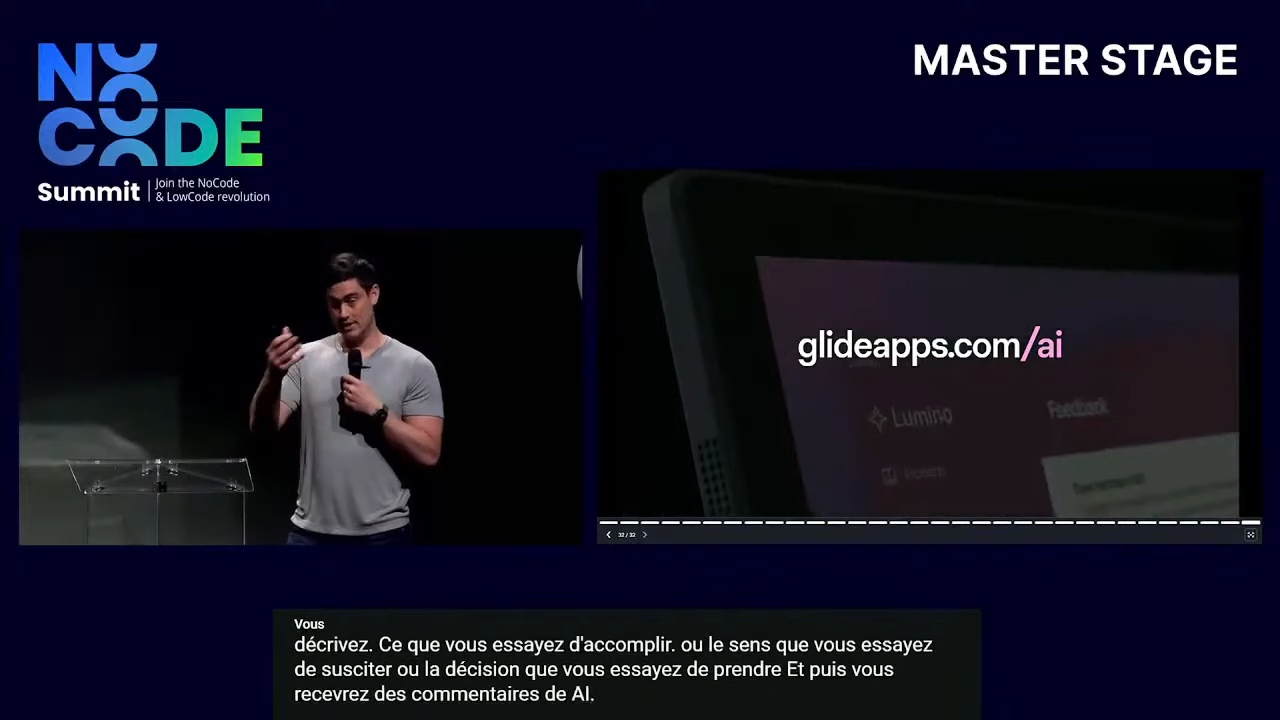 NOCODE
Summit
Join the NoCode
& LowCode revolution
MASTER STAGE
glideapps.com/ai
Lumino
Feedback
32 / 32
Vous
décrivez. Ce que vous essayez d'accomplir. ou le sens que vous essayez
de susciter ou la décision que vous essayez de prendre Et puis vous
recevrez des commentaires de AI.